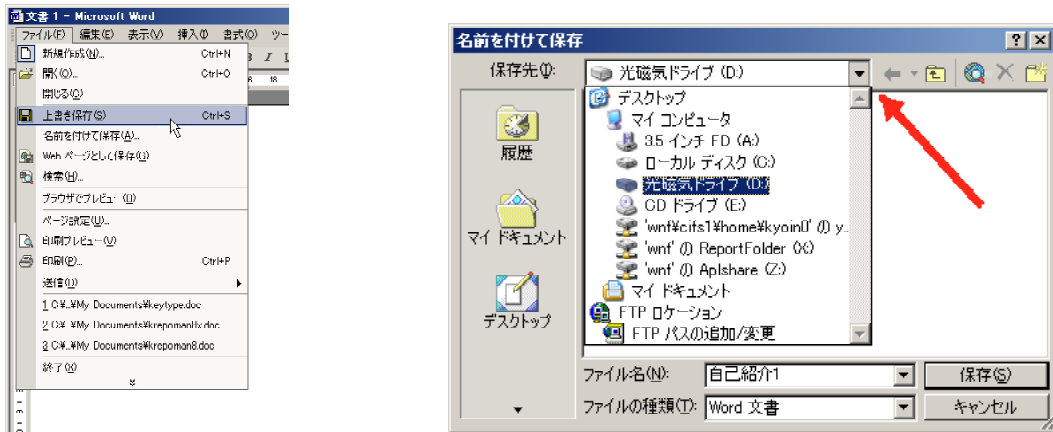 文書 1 - Microsoft Word
ファイル(F) 編集(E) 表示(V) 挿入(I) 書式(O) ツー
新規作成(N)... Ctrl+N
開く(O)... Ctrl+O
閉じる(C)
上書き保存(S) Ctrl+S
名前を付けて保存(A)...
Web ページとして保存(G)
検索(H)...
ブラウザでプレビュー(B)
ページ設定(U)...
印刷プレビュー(V)
印刷(P)... Ctrl+P
送信(D)
1 C:¥...¥My Documents¥keytype.doc
3 C:¥...¥My Documents¥krepoman8.doc
終了(X)
名前を付けて保存
保存先(I):
光磁気ドライブ (D:)
デスクトップ
マイ コンピュータ
3.5 インチ FD (A:)
ローカル ディスク (C:)
光磁気ドライブ (D:)
CD ドライブ (E:)
'wnf¥cifs1¥home¥kyoin0' の y...
'wnf' の ReportFolder (X:)
'wnf' の Aplshare (Z:)
マイ ドキュメント
FTP ロケーション
FTP パスの追加/変更
履歴
マイ ドキュメント
デスクトップ
ファイル名(N):
自己紹介1
保存(S)
ファイルの種類(T):
Word 文書
キャンセル